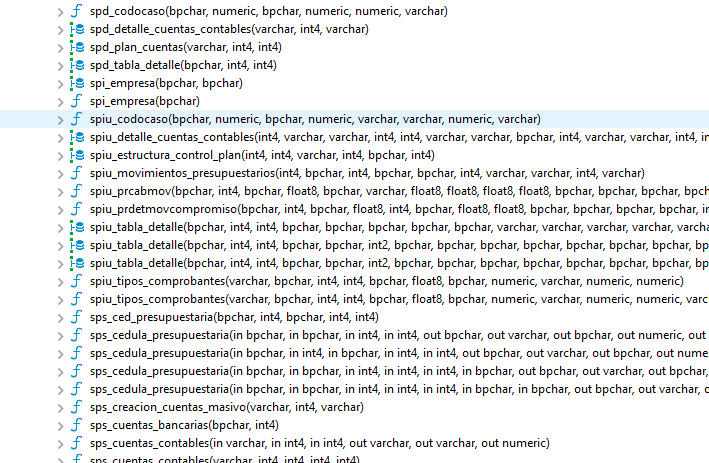 spd_codocaso(bpchar, numeric, bpchar, numeric, numeric, varchar)
spd_detalle_cuentas_contables(varchar, int4, varchar)
spd_plan_cuentas(varchar, int4, int4)
spd_tabla_detalle(bpchar, int4, int4)
spi_empresa(bpchar, bpchar)
spi_empresa(bpchar)
spiu_codocaso(bpchar, numeric, bpchar, numeric, varchar, varchar, numeric, varchar)
spiu_detalle_cuentas_contables(int4, varchar, varchar, int4, int4, varchar, varchar, varchar, bpchar, int4, varchar, varchar, int4, in
spiu_estructura_control_plan(int4, int4, varchar, int4, bpchar, int4)
spiu_movimientos_presupuestarios(int4, bpchar, int4, bpchar, bpchar, int4, varchar, varchar, int4, varchar)
spiu_prcabmov(bpchar, int4, bpchar, float8, bpchar, varchar, float8, float8, float8, float8, bpchar, bpchar, bpchar, bpch
spiu_prdetmovcompromiso(bpchar, int4, bpchar, float8, int4, bpchar, float8, float8, bpchar, bpchar, bpchar, bpchar, in
spiu_tabla_detalle(bpchar, int4, int4, bpchar, bpchar, bpchar, bpchar, bpchar, varchar, varchar, varchar, varchar, varcha
spiu_tabla_detalle(bpchar, int4, int4, bpchar, bpchar, int2, bpchar, bpchar, bpchar, bpchar, bpchar, bpchar, bpchar, bp
spiu_tabla_detalle(bpchar, int4, int4, bpchar, bpchar, int2, bpchar, bpchar, bpchar, bpchar, bpchar, bpchar, bpchar, bp
spiu_tipos_comprobantes(varchar, bpchar, int4, int4, bpchar, float8, bpchar, numeric, varchar, numeric, numeric)
spiu_tipos_comprobantes(varchar, bpchar, int4, int4, bpchar, float8, bpchar, numeric, varchar, numeric, numeric, varc
sps_ced_presupuestaria(bpchar, int4, bpchar, int4, int4)
sps_cedula_presupuestaria(in bpchar, in bpchar, in int4, in int4, out bpchar, out varchar, out bpchar, out numeric, out
sps_cedula_presupuestaria(in bpchar, in int4, in bpchar, in int4, in int4, out bpchar, out varchar, out bpchar, out nume
sps_cedula_presupuestaria(in bpchar, in bpchar, in int4, in int4, in int4, in bpchar, out bpchar, out varchar, out bpchar,
sps_cedula_presupuestaria(in bpchar, in bpchar, in int4, in int4, in int4, in bpchar, in bpchar, out bpchar, out varchar, o
sps_creacion_cuentas_masivo(varchar, int4, varchar)
sps_cuentas_bancarias(bpchar, int4)
sps_cuentas_contables(in varchar, in int4, in int4, out varchar, out varchar, out numeric)
sps_cuentas_contables(varchar, int4, int4, int4, int4)